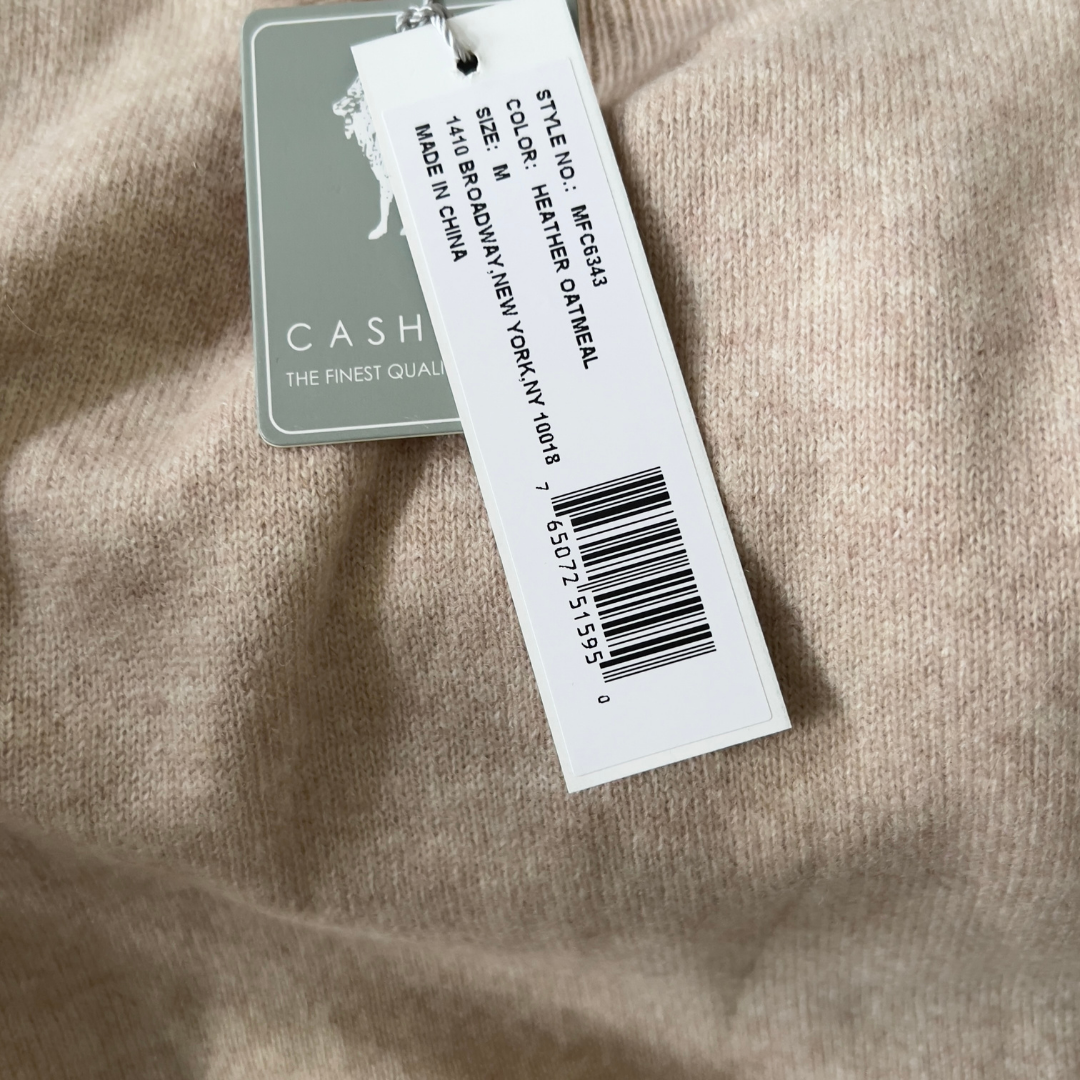 STYLE NO.: MFC6343
COLOR: HEATHER OATMEAL
SIZE: M
1410 BROADWAY,NEW YORK,NY 10018
MADE IN CHINA
7 65072 51595 0
CASH
THE FINEST QUALI